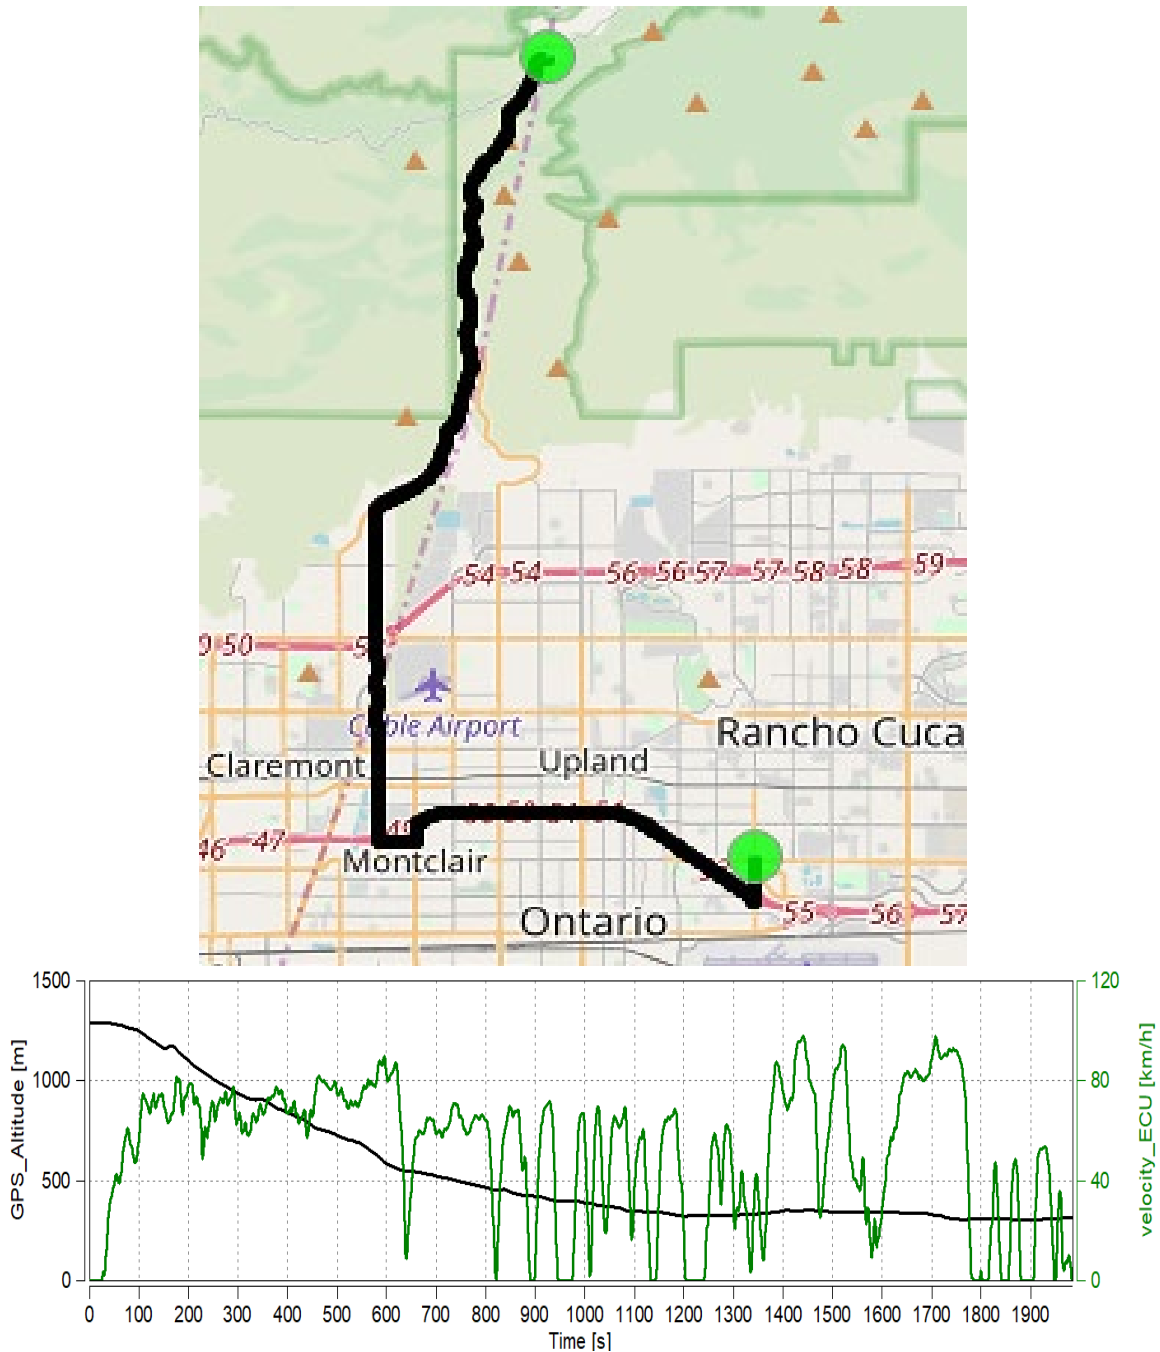 54 54 56 56 57 57 58 58 59
50
Cable Airport
Rancho Cuca
Claremont
Upland
46 47
Montclair
Ontario
55 56 57
1500
1000
500
0
GPS_Altitude [m]
120
80
40
0
velocity_ECU [km/h]
0 100 200 300 400 500 600 700 800 900 1000 1100 1200 1300 1400 1500 1600 1700 1800 1900
Time [s]